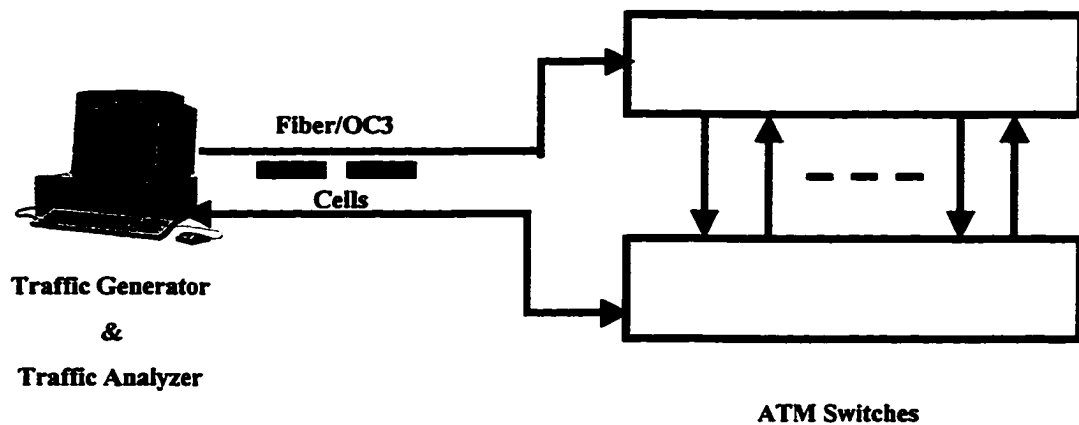 Fiber/OC3
Cells
Traffic Generator
&
Traffic Analyzer
ATM Switches